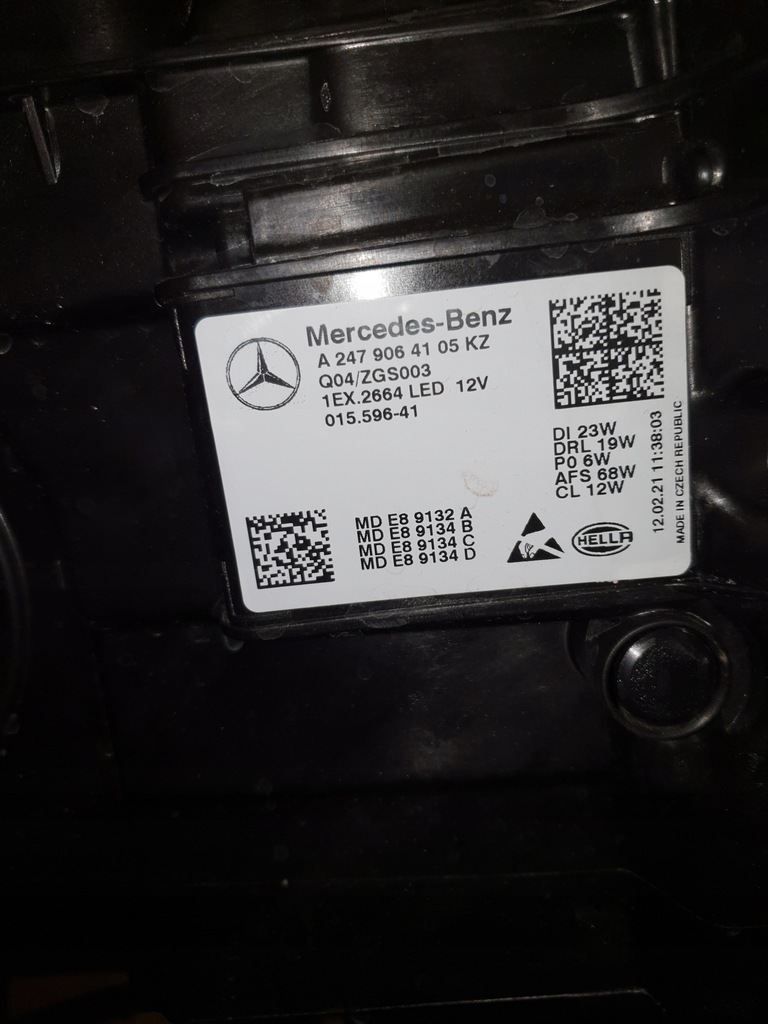 Mercedes-Benz
A 247 906 41 05 KZ
Q04/ZGS003
1EX.2664 LED 12V
015.596-41
DI 23W
DRL 19W
PO 6W
AFS 68W
CL 12W
12.02.21 11:38:03
MADE IN CZECH REPUBLIC
MD E8 9132 A
MD E8 9134 B
MD E8 9134 C
MD E8 9134 D
HELLA